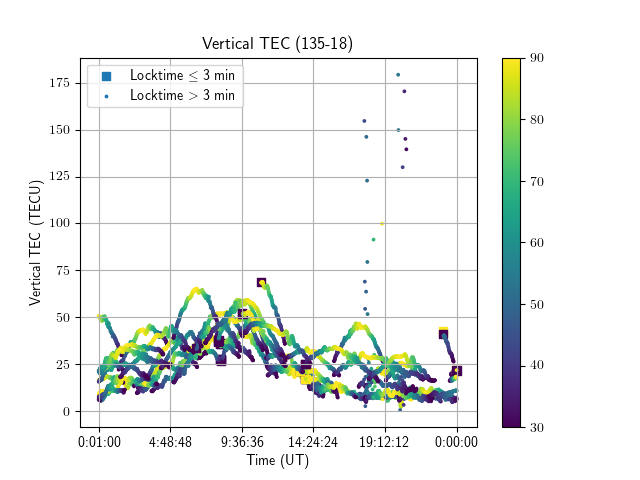 Vertical TEC (135-18)
Locktime ≤ 3 min
Locktime > 3 min
Vertical TEC (TECU)
175
150
125
100
75
50
25
0
0:01:00 4:48:48 9:36:36 14:24:24 19:12:12 0:00:00
Time (UT)
90
80
70
60
50
40
30